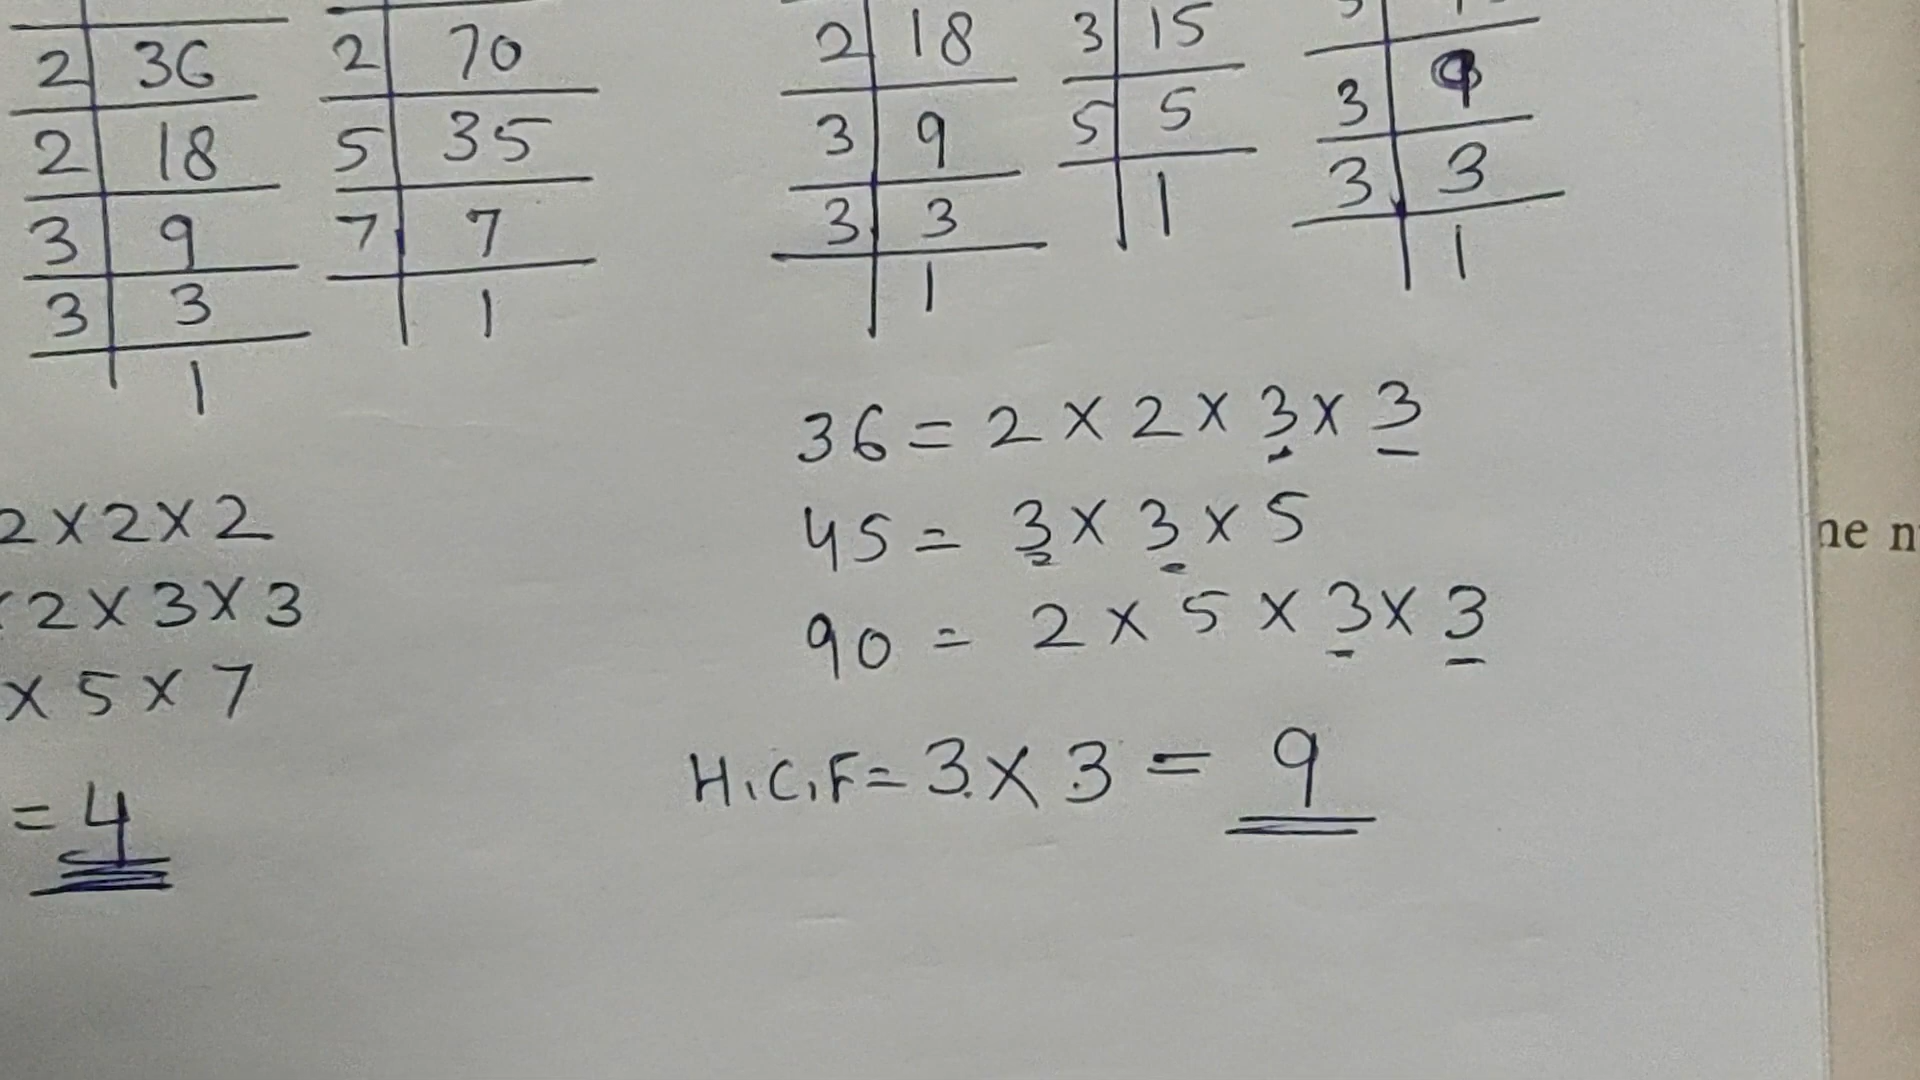 2 36
2 18
3 9
3 3
1
2 70
5 35
7 7
1
2 18
3 9
3 3
1
3 15
5 5
1
3 9
3 3
1
2 × 2 × 2
2 × 3 × 3
× 5 × 7
= 4
36 = 2 × 2 × 3 × 3
45 = 3 × 3 × 5
90 = 2 × 5 × 3 × 3
H.C.F = 3 × 3 = 9